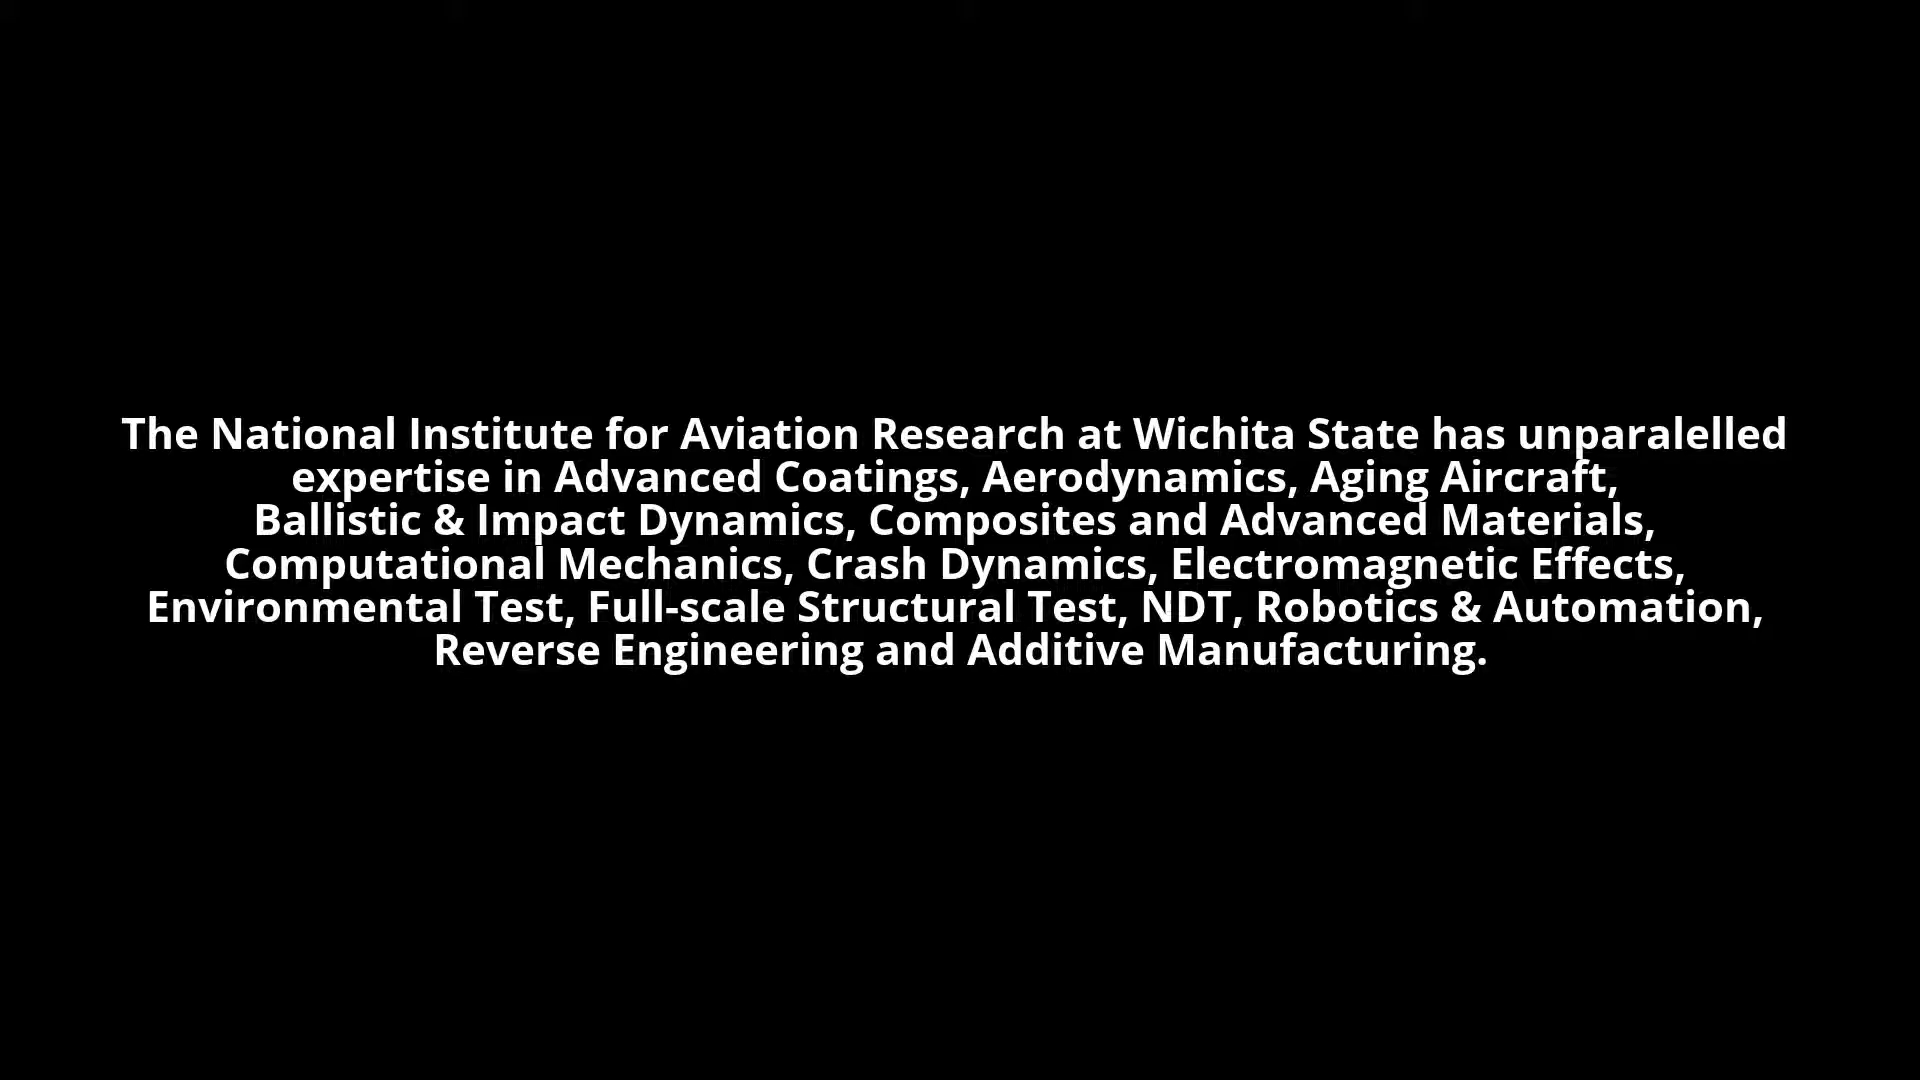 The National Institute for Aviation Research at Wichita State has unparalelled
expertise in Advanced Coatings, Aerodynamics, Aging Aircraft,
Ballistic & Impact Dynamics, Composites and Advanced Materials,
Computational Mechanics, Crash Dynamics, Electromagnetic Effects,
Environmental Test, Full-scale Structural Test, NDT, Robotics & Automation,
Reverse Engineering and Additive Manufacturing.